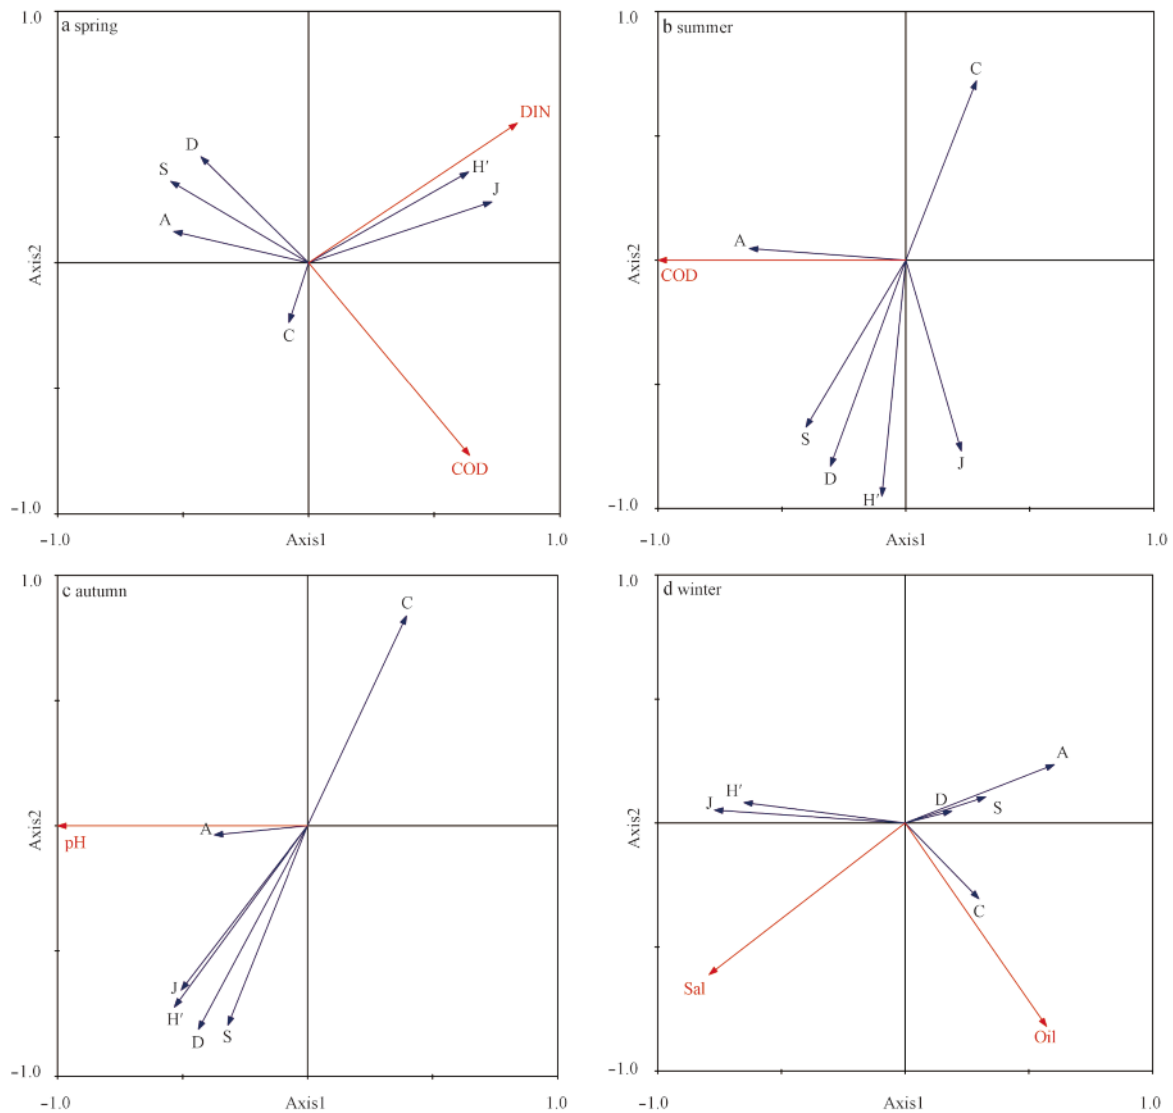 1.0
a spring
DIN
D
H′
S
J
A
Axis2
C
COD
−1.0
−1.0
Axis1
1.0
1.0
b summer
C
A
Axis2
COD
S
J
D
H′
−1.0
−1.0
Axis1
1.0
1.0
c autumn
C
Axis2
A
pH
J
H′
S
D
−1.0
−1.0
Axis1
1.0
1.0
d winter
A
H′
D
J
S
Axis2
C
Sal
Oil
−1.0
−1.0
Axis1
1.0